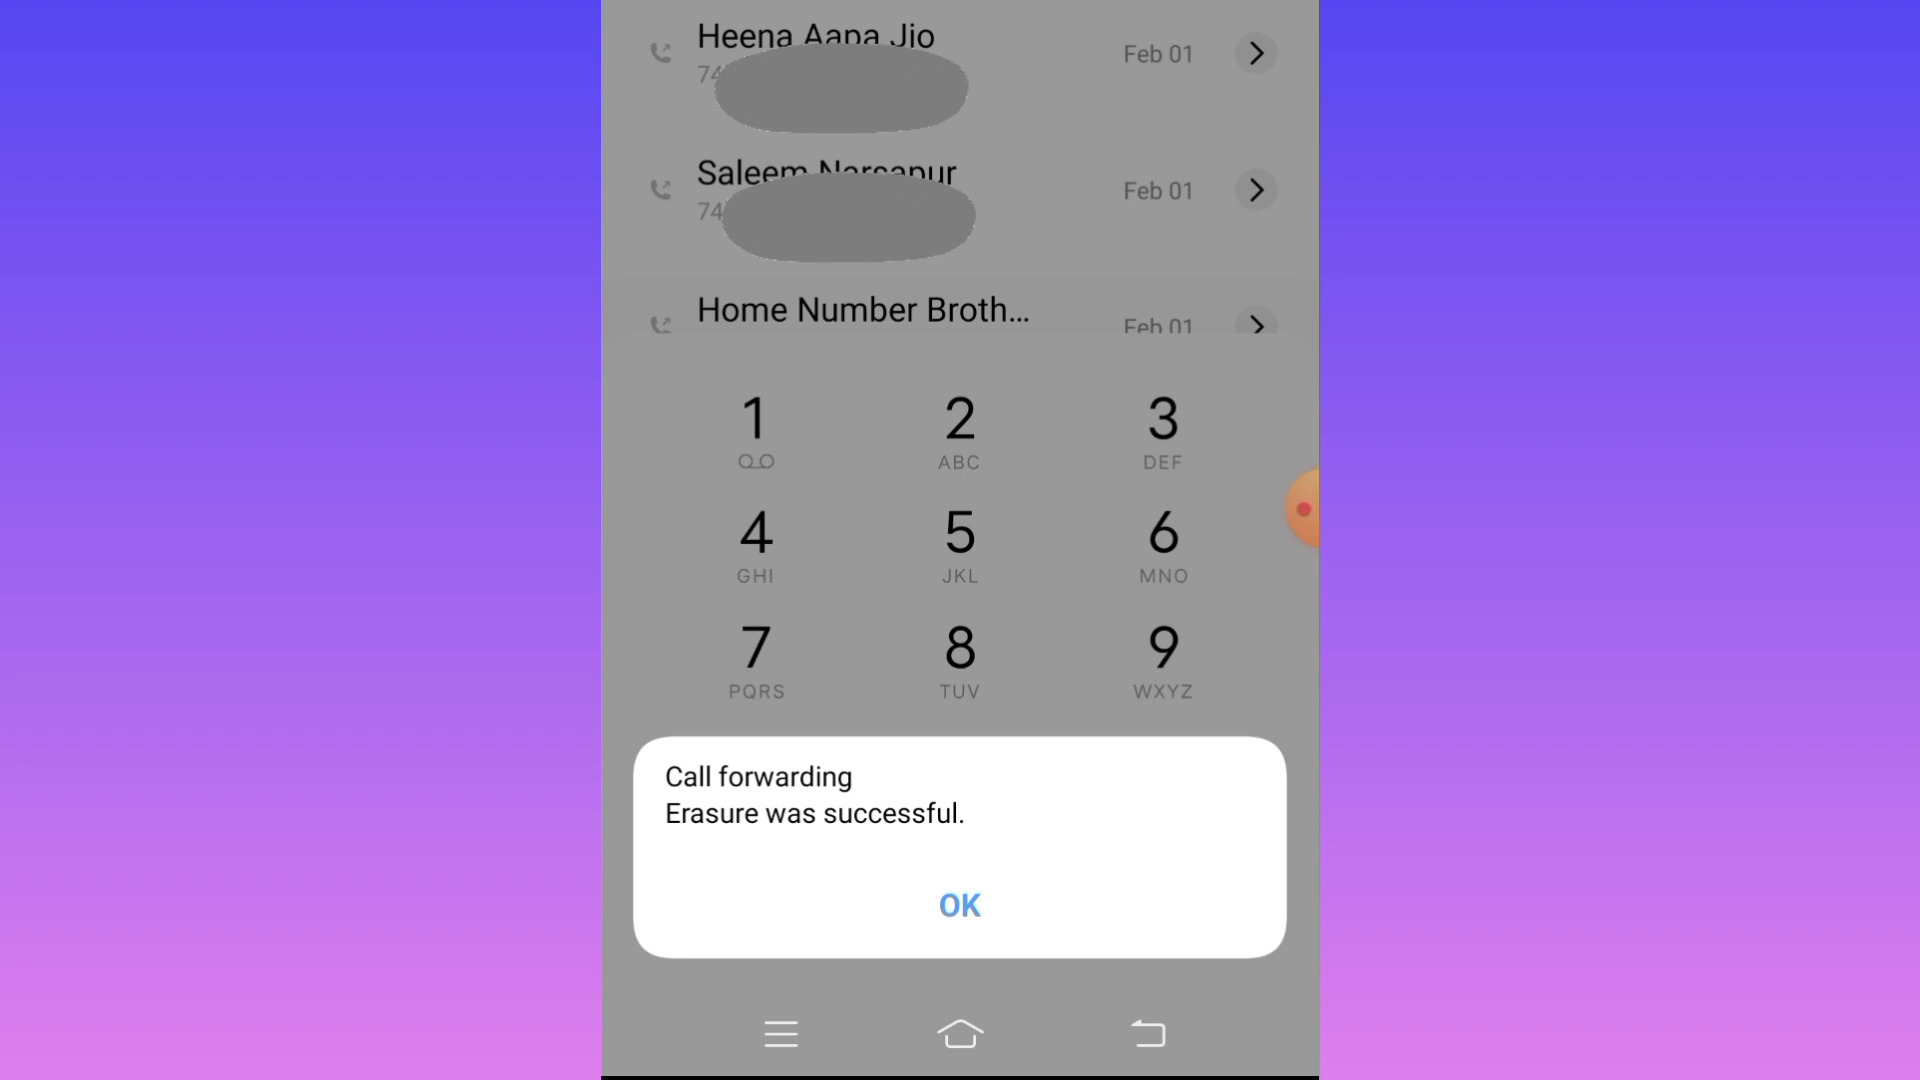 Heena Aapa Jio
Feb 01
74
Saleem Narsapur
Feb 01
74
Home Number Broth...
Feb 01
1
2
ABC
3
DEF
4
GHI
5
JKL
6
MNO
7
PQRS
8
TUV
9
WXYZ
Call forwarding
Erasure was successful.
OK